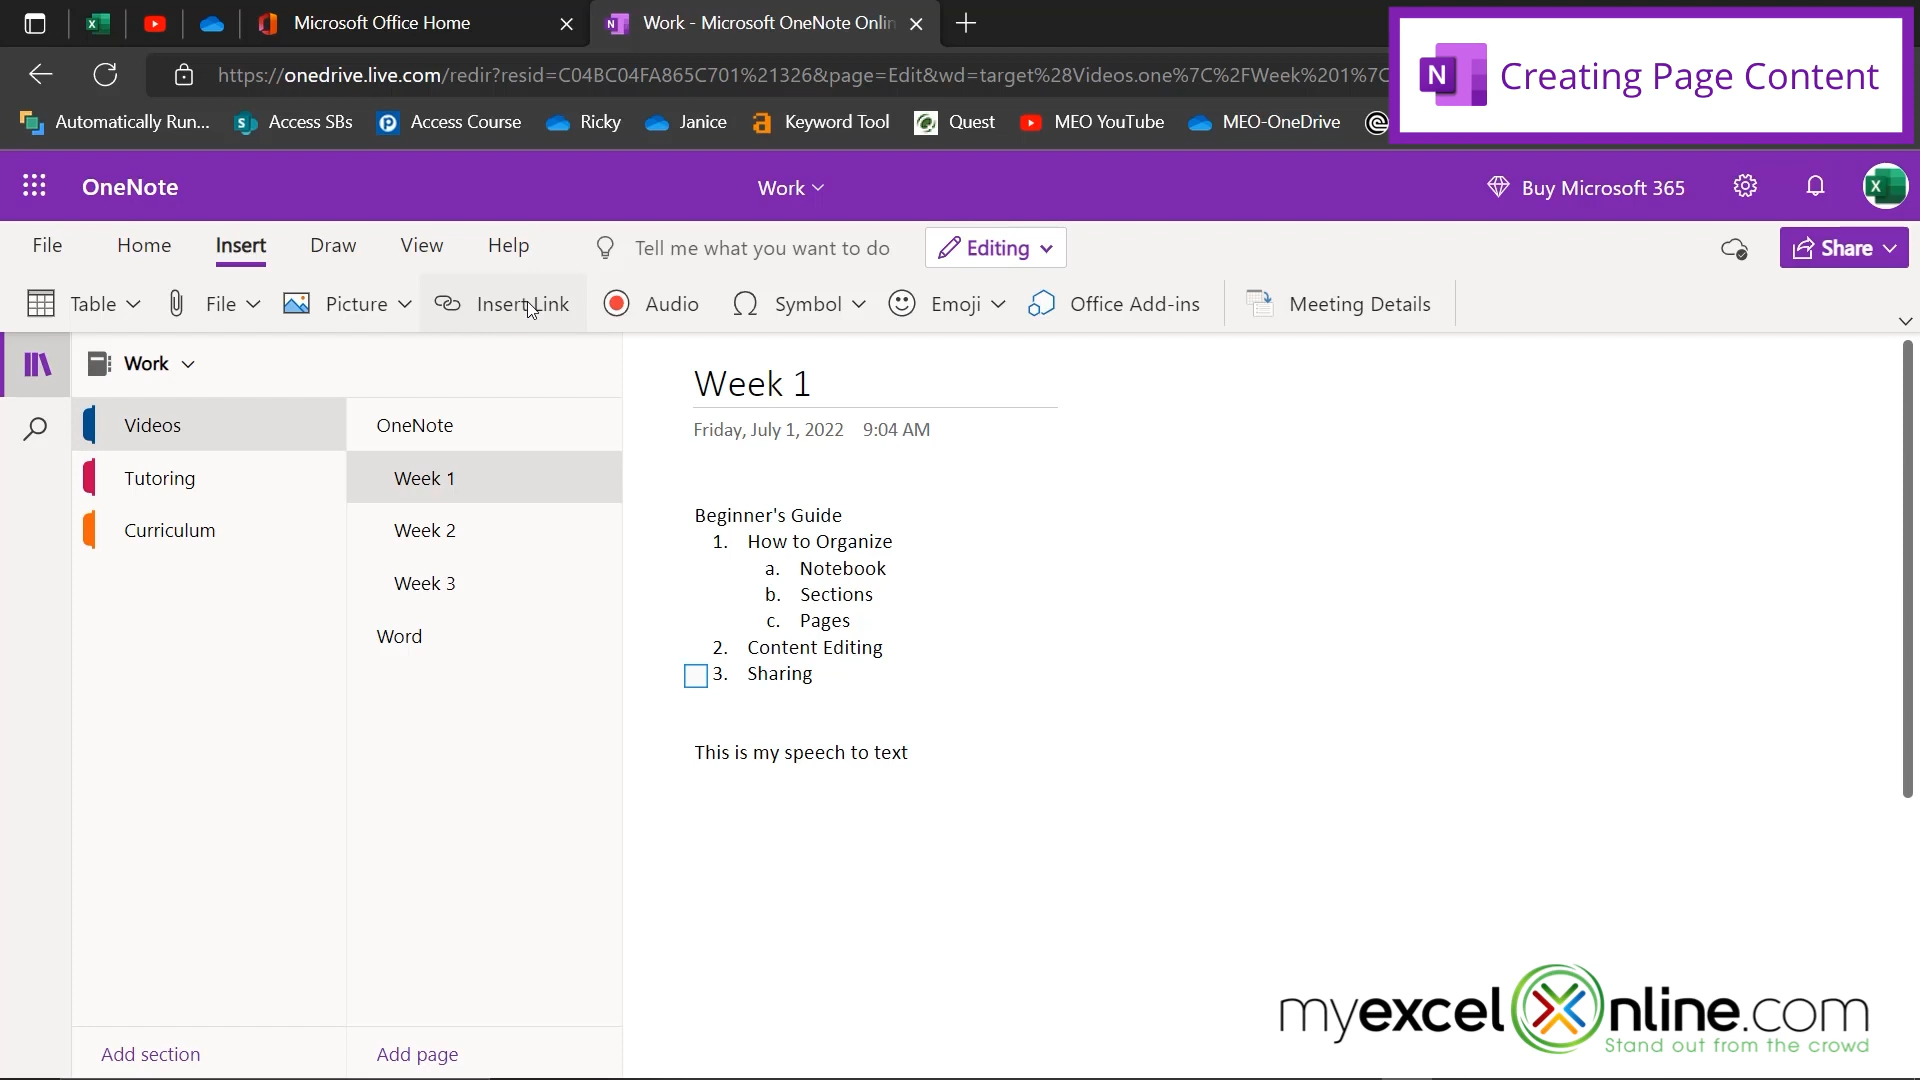 Microsoft Office Home
Work - Microsoft OneNote Onlin
Creating Page Content
https://onedrive.live.com/redir?resid=C04BC04FA865C701%21326&page=Edit&wd=target%28Videos.one%7C%2FWeek%201%7C
Automatically Run... Access SBs Access Course Ricky Janice Keyword Tool Quest MEO YouTube MEO-OneDrive
OneNote Work Buy Microsoft 365
File Home Insert Draw View Help Tell me what you want to do Editing Share
Table File Picture Insert Link Audio Symbol Emoji Office Add-ins Meeting Details
Work
Videos
Tutoring
Curriculum
OneNote
Week 1
Week 2
Week 3
Word
Add section
Add page
Week 1
Friday, July 1, 2022 9:04 AM
Beginner's Guide
1. How to Organize
a. Notebook
b. Sections
c. Pages
2. Content Editing
3. Sharing
This is my speech to text
myexcelOnline.com
Stand out from the crowd